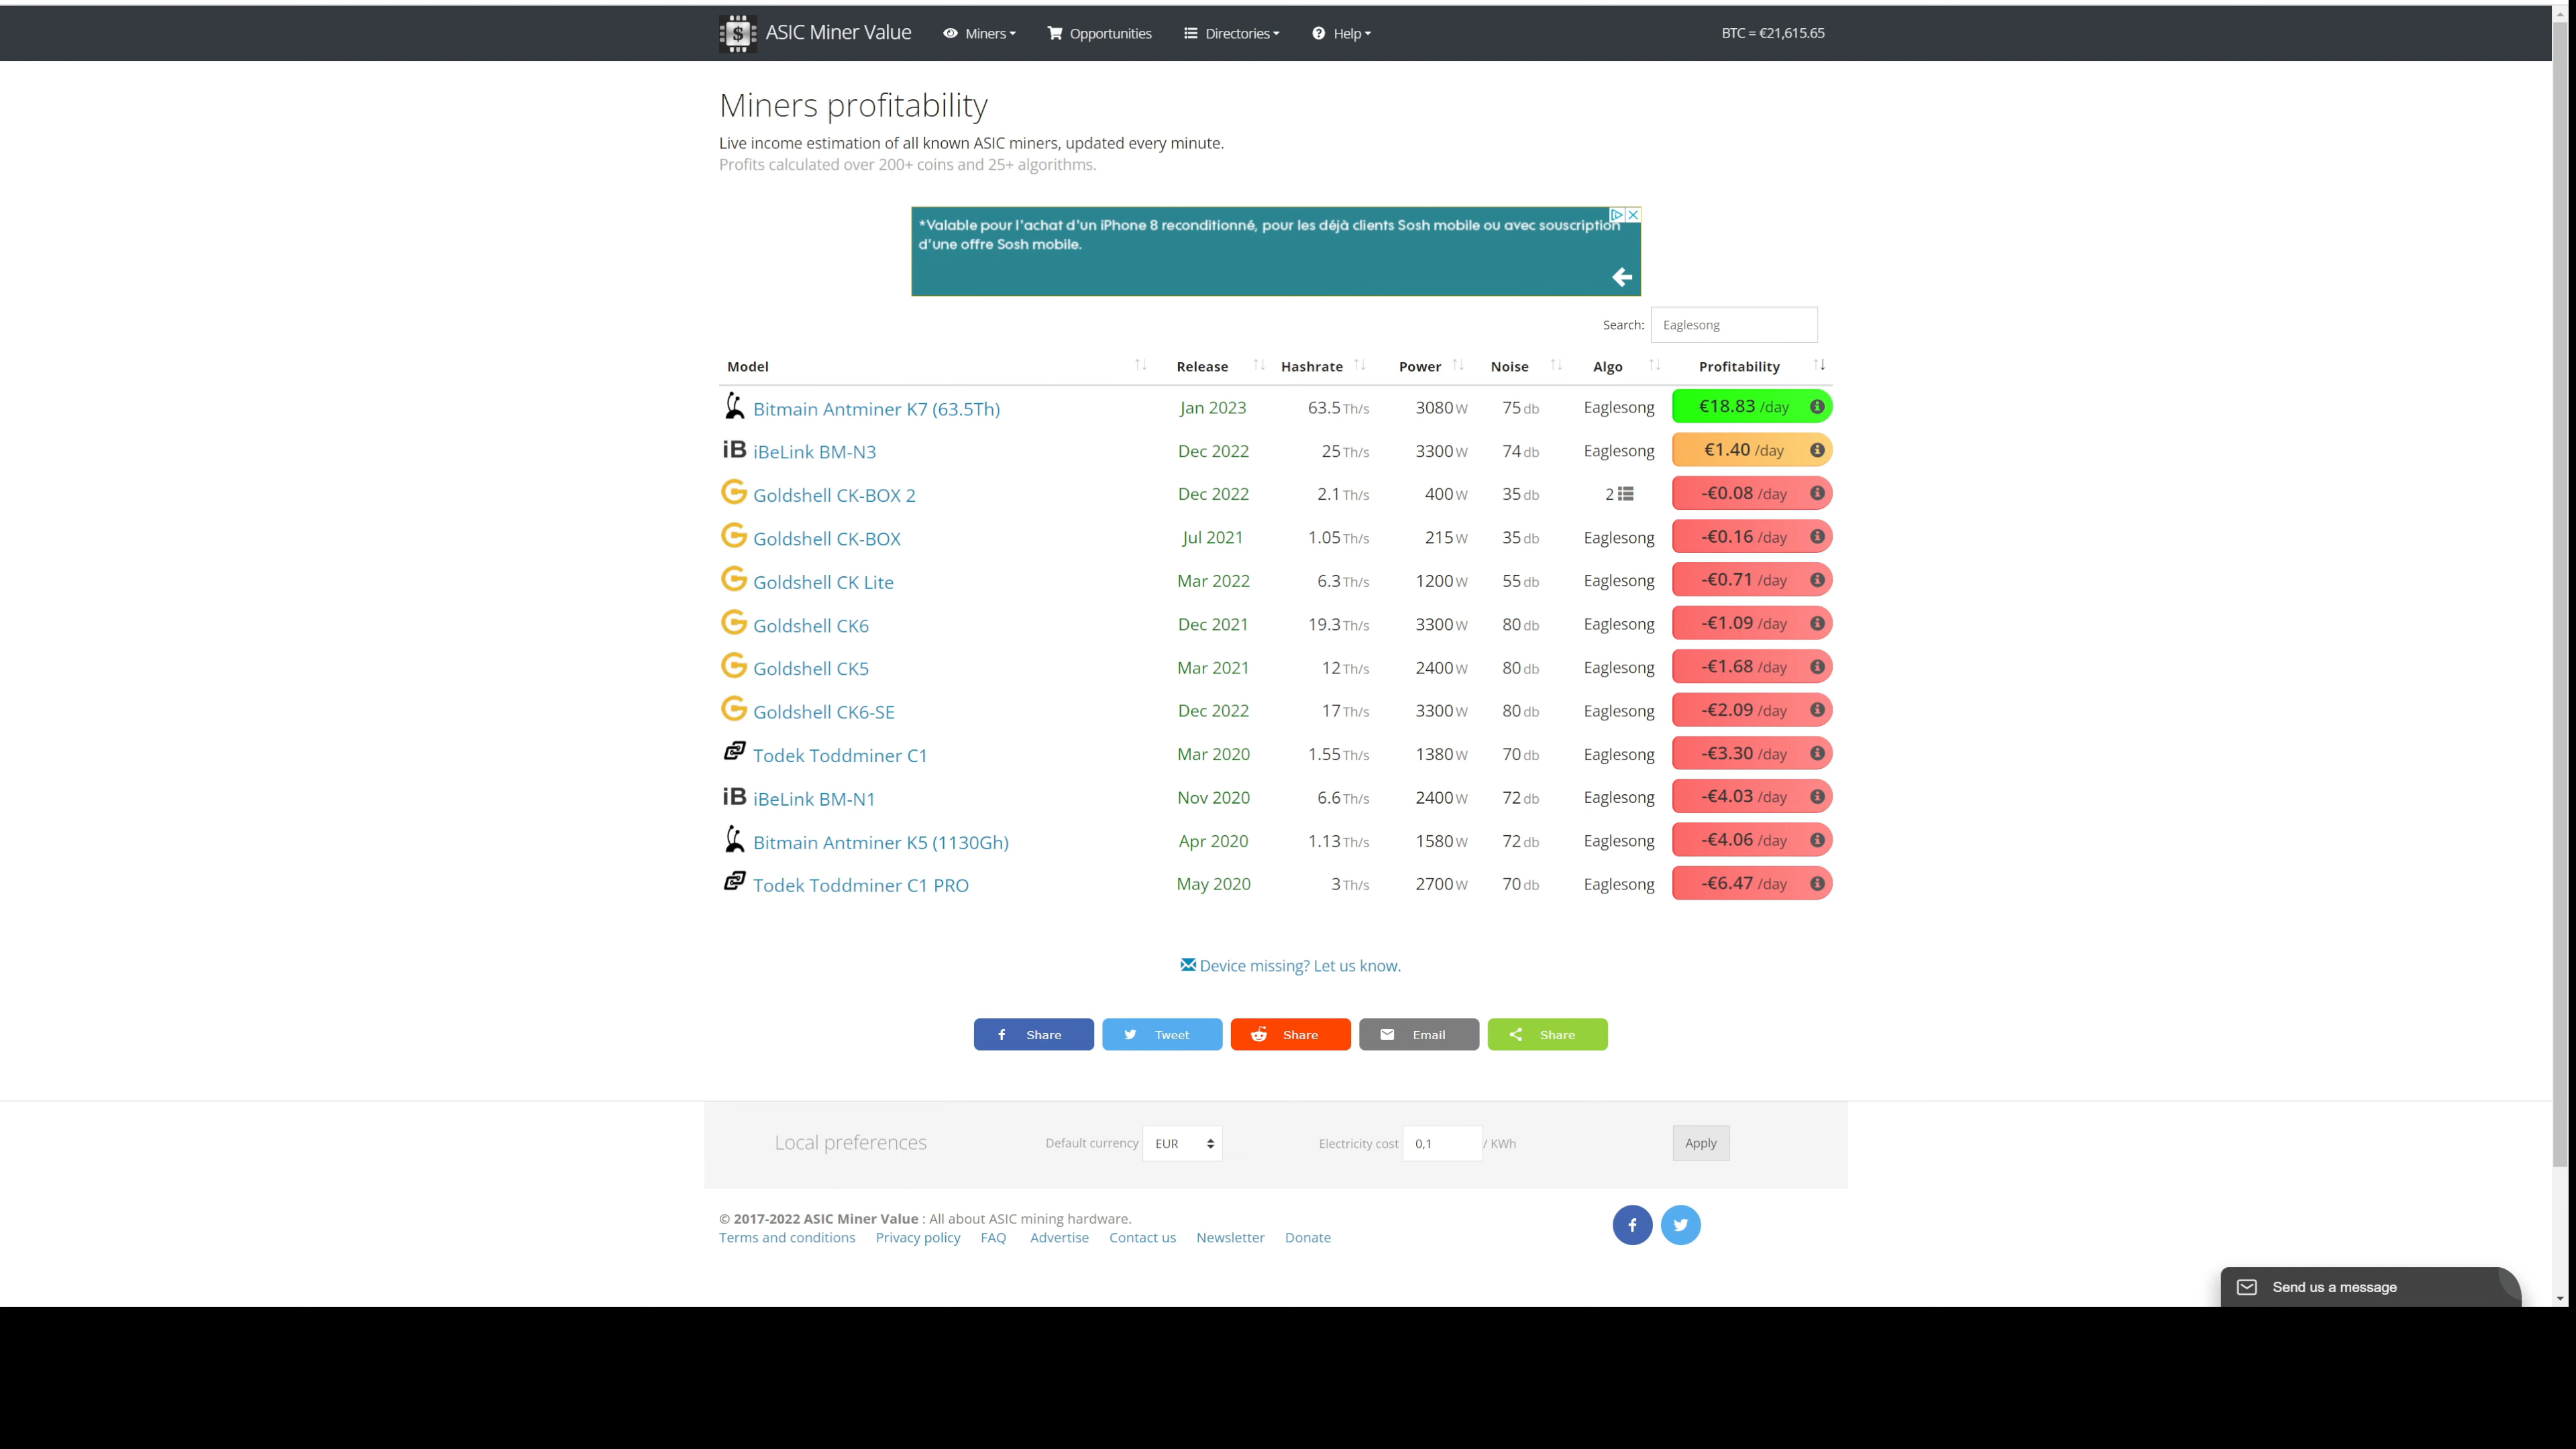 ASIC Miner Value Miners Opportunities Directories Help BTC = €21,615.65
Miners profitability
Live income estimation of all known ASIC miners, updated every minute.
Profits calculated over 200+ coins and 25+ algorithms.
*Valable pour l'achat d'un iPhone 8 reconditionné, pour les déjà clients Sosh mobile ou avec souscription
d'une offre Sosh mobile.
Search: Eaglesong
Model Release Hashrate Power Noise Algo Profitability
Bitmain Antminer K7 (63.5Th) Jan 2023 63.5 Th/s 3080 W 75 db Eaglesong €18.83 /day
iB iBeLink BM-N3 Dec 2022 25 Th/s 3300 W 74 db Eaglesong €1.40 /day
Goldshell CK-BOX 2 Dec 2022 2.1 Th/s 400 W 35 db 2 -€0.08 /day
Goldshell CK-BOX Jul 2021 1.05 Th/s 215 W 35 db Eaglesong -€0.16 /day
Goldshell CK Lite Mar 2022 6.3 Th/s 1200 W 55 db Eaglesong -€0.71 /day
Goldshell CK6 Dec 2021 19.3 Th/s 3300 W 80 db Eaglesong -€1.09 /day
Goldshell CK5 Mar 2021 12 Th/s 2400 W 80 db Eaglesong -€1.68 /day
Goldshell CK6-SE Dec 2022 17 Th/s 3300 W 80 db Eaglesong -€2.09 /day
Todek Toddminer C1 Mar 2020 1.55 Th/s 1380 W 70 db Eaglesong -€3.30 /day
iB iBeLink BM-N1 Nov 2020 6.6 Th/s 2400 W 72 db Eaglesong -€4.03 /day
Bitmain Antminer K5 (1130Gh) Apr 2020 1.13 Th/s 1580 W 72 db Eaglesong -€4.06 /day
Todek Toddminer C1 PRO May 2020 3 Th/s 2700 W 70 db Eaglesong -€6.47 /day
Device missing? Let us know.
Share Tweet Share Email Share
Local preferences Default currency EUR Electricity cost 0,1 / KWh Apply
© 2017-2022 ASIC Miner Value : All about ASIC mining hardware.
Terms and conditions Privacy policy FAQ Advertise Contact us Newsletter Donate
Send us a message